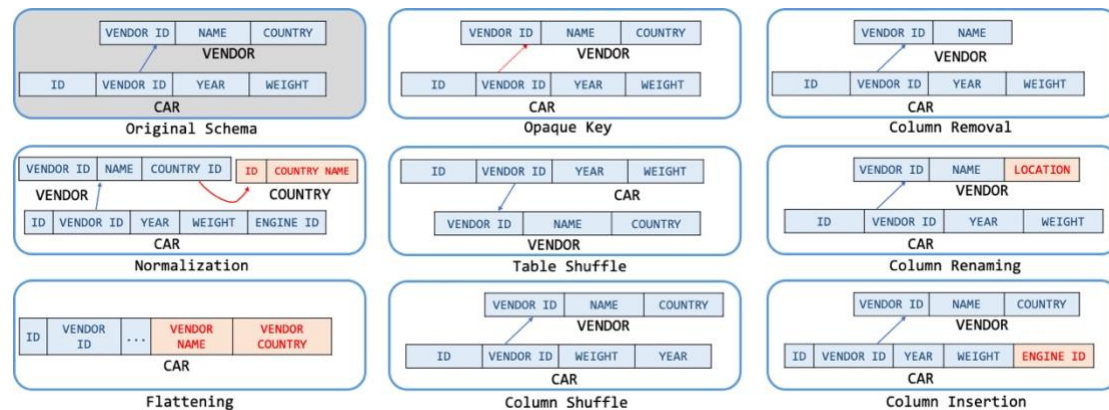 VENDOR ID NAME COUNTRY
VENDOR
ID VENDOR ID YEAR WEIGHT
CAR
Original Schema
VENDOR ID NAME COUNTRY
VENDOR
ID VENDOR ID YEAR WEIGHT
CAR
Opaque Key
VENDOR ID NAME
VENDOR
ID VENDOR ID YEAR WEIGHT
CAR
Column Removal
VENDOR ID NAME COUNTRY ID
VENDOR
ID COUNTRY NAME
COUNTRY
ID VENDOR ID YEAR WEIGHT ENGINE ID
CAR
Normalization
ID VENDOR ID YEAR WEIGHT
CAR
VENDOR ID NAME COUNTRY
VENDOR
Table Shuffle
VENDOR ID NAME LOCATION
VENDOR
ID VENDOR ID YEAR WEIGHT
CAR
Column Renaming
ID VENDOR ID ... VENDOR NAME VENDOR COUNTRY
CAR
Flattening
VENDOR ID NAME COUNTRY
VENDOR
ID VENDOR ID WEIGHT YEAR
CAR
Column Shuffle
VENDOR ID NAME COUNTRY
VENDOR
ID VENDOR ID YEAR WEIGHT ENGINE ID
CAR
Column Insertion